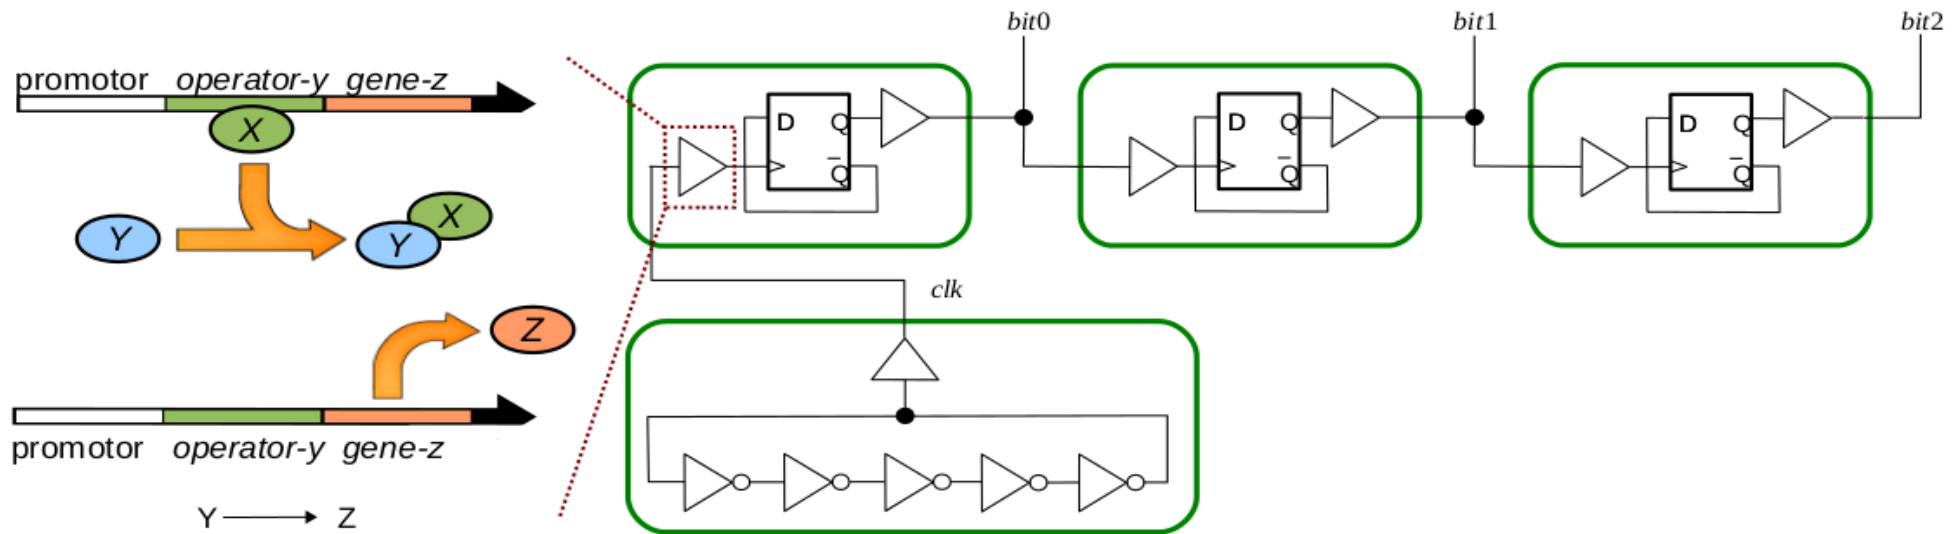 promotor operator-y gene-z
X
Y
Y X
Z
promotor operator-y gene-z
Y → Z
bit0 bit1 bit2
D Q
Q̅
D Q
Q̅
D Q
Q̅
clk